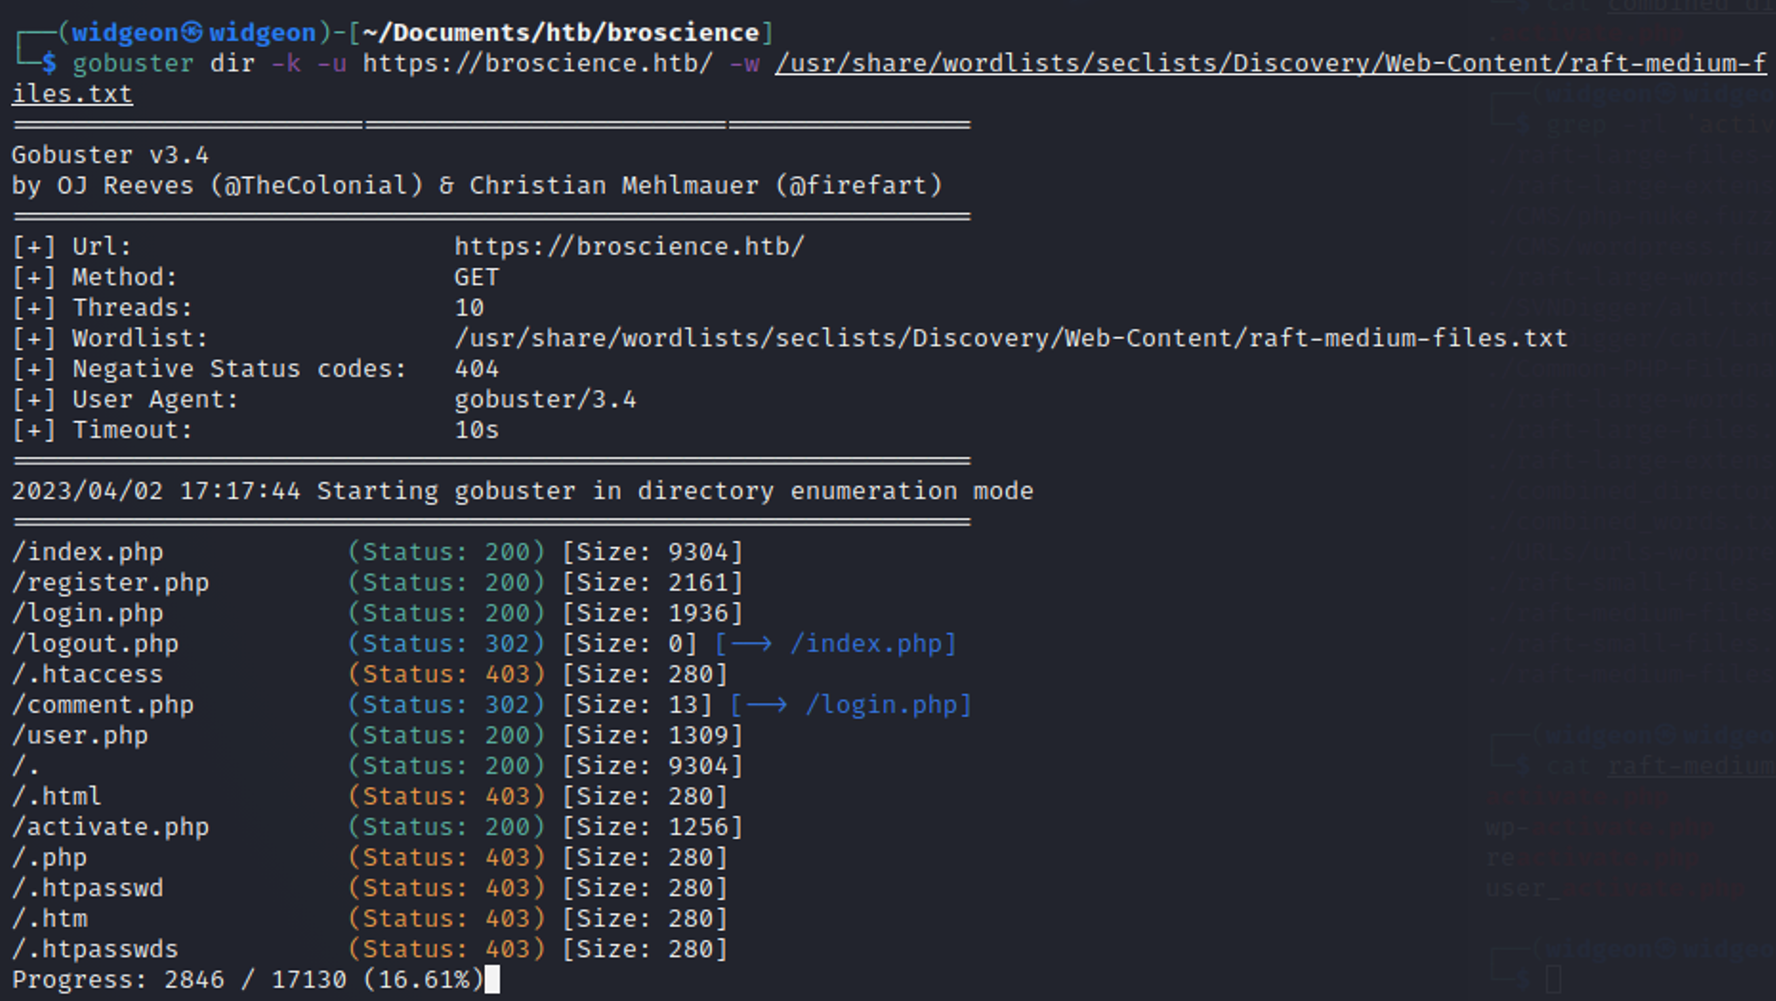 ┌──(widgeon㉿widgeon)-[~/Documents/htb/broscience]
└─$ gobuster dir -k -u https://broscience.htb/ -w /usr/share/wordlists/seclists/Discovery/Web-Content/raft-medium-f
iles.txt
===============================================================
Gobuster v3.4
by OJ Reeves (@TheColonial) & Christian Mehlmauer (@firefart)
===============================================================
[+] Url:                     https://broscience.htb/
[+] Method:                  GET
[+] Threads:                 10
[+] Wordlist:                /usr/share/wordlists/seclists/Discovery/Web-Content/raft-medium-files.txt
[+] Negative Status codes:   404
[+] User Agent:              gobuster/3.4
[+] Timeout:                 10s
===============================================================
2023/04/02 17:17:44 Starting gobuster in directory enumeration mode
===============================================================
/index.php            (Status: 200) [Size: 9304]
/register.php         (Status: 200) [Size: 2161]
/login.php            (Status: 200) [Size: 1936]
/logout.php           (Status: 302) [Size: 0] [--> /index.php]
/.htaccess            (Status: 403) [Size: 280]
/comment.php          (Status: 302) [Size: 13] [--> /login.php]
/user.php             (Status: 200) [Size: 1309]
/.                    (Status: 200) [Size: 9304]
/.html                (Status: 403) [Size: 280]
/activate.php         (Status: 200) [Size: 1256]
/.php                 (Status: 403) [Size: 280]
/.htpasswd            (Status: 403) [Size: 280]
/.htm                 (Status: 403) [Size: 280]
/.htpasswds           (Status: 403) [Size: 280]
Progress: 2846 / 17130 (16.61%)